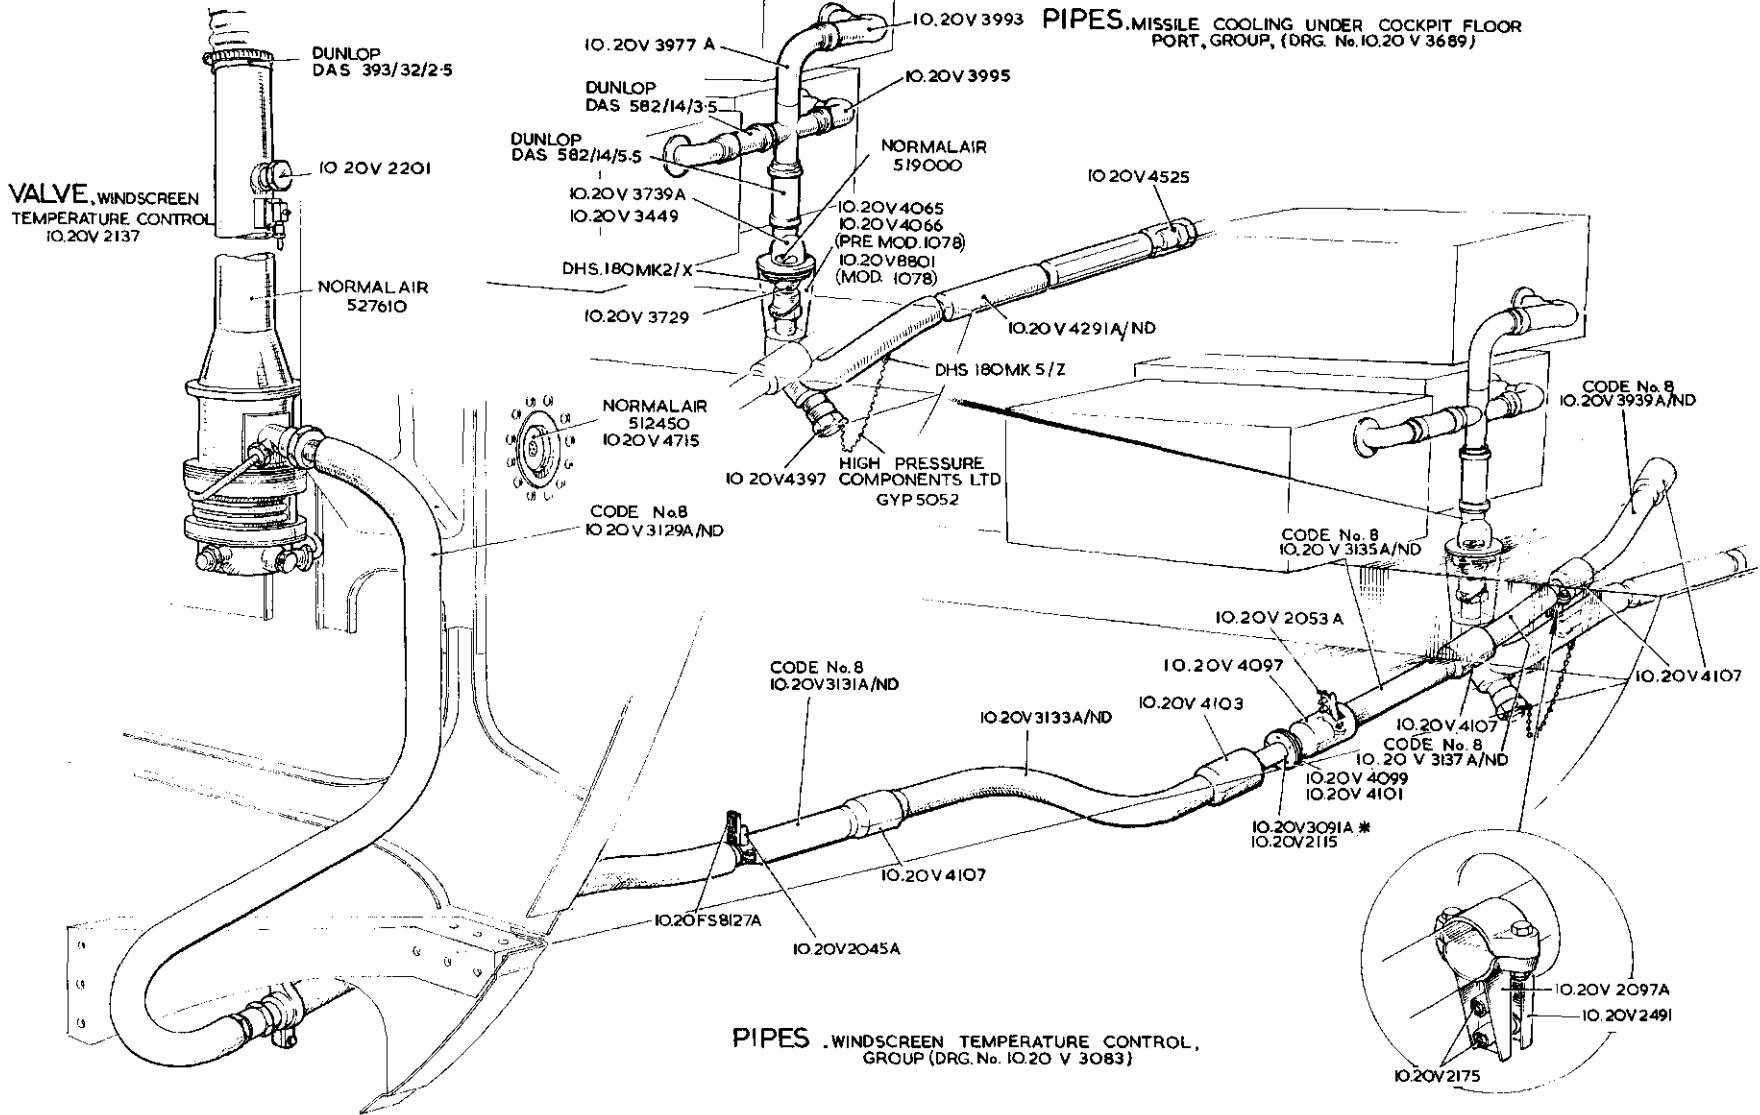 PIPES. MISSILE COOLING UNDER COCKPIT FLOOR
PORT, GROUP, (DRG. No. 10.20 V 3689)
10.20V 3993
10.20V 3977 A
10.20V 3995
DUNLOP
DAS 393/32/2·5
DUNLOP
DAS 582/14/3·5
DUNLOP
DAS 582/14/5·5
NORMALAIR
519000
10.20V 2201
10.20V 4525
VALVE, WINDSCREEN
TEMPERATURE CONTROL
10.20V 2137
10.20V 3739A
10.20V 3449
10.20V 4065
10.20V 4066
(PRE MOD. 1078)
10.20V8801
(MOD. 1078)
DHS. 180MK2/X
NORMALAIR
527610
10.20V 3729
10.20V 4291A/ND
DHS 180MK 5/Z
NORMALAIR
512450
10.20V 4715
CODE No. 8
10.20V 3939A/ND
10.20V4397
HIGH PRESSURE
COMPONENTS LTD
GYP 5052
CODE No.8
10.20V 3129A/ND
CODE No. 8
10.20 V 3135A/ND
10.20V 2053A
CODE No. 8
10.20V3131A/ND
10.20V 4097
10.20V4107
10.20V 4103
10.20V3133A/ND
10.20V 4107
CODE No. 8
10.20 V 3137A/ND
10.20V 4099
10.20V 4101
10.20V3091A *
10.20V2115
10.20V4107
10.20FS8127A
10.20V2045A
10.20V 2097A
10.20V2491
10.20V2175
PIPES . WINDSCREEN TEMPERATURE CONTROL,
GROUP (DRG. No. 10.20 V 3083)